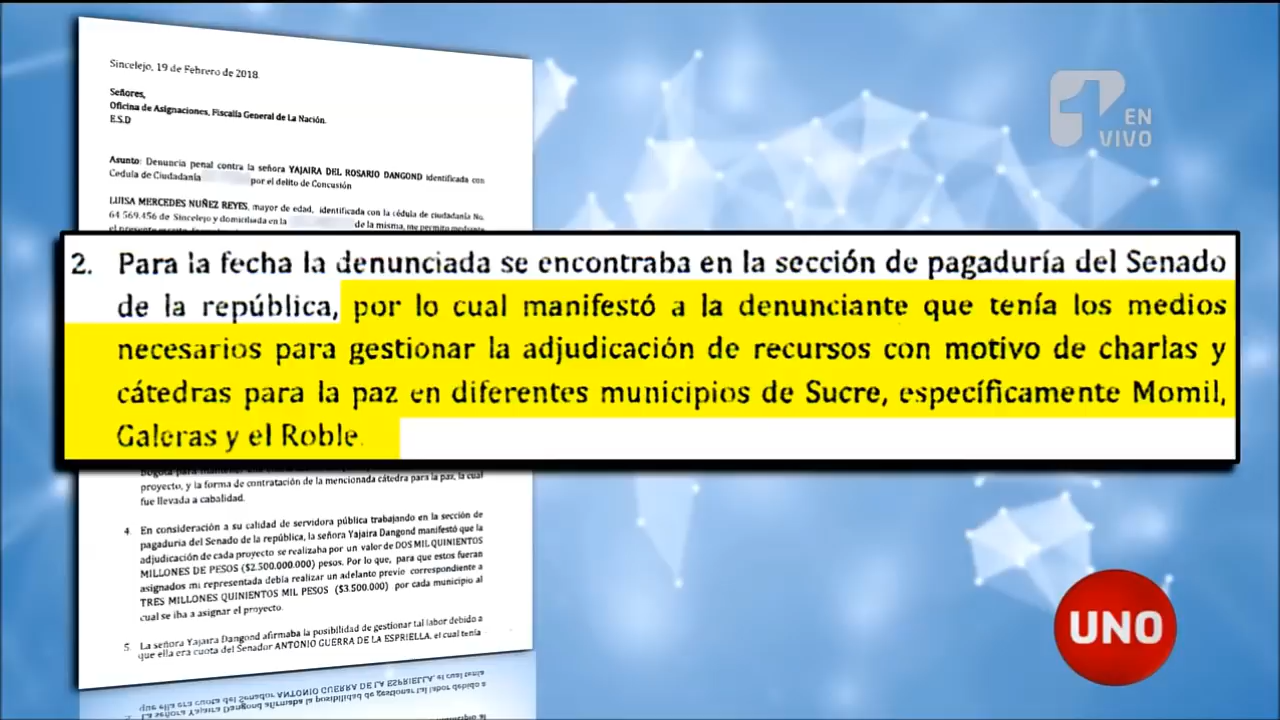 Sincelejo, 19 de Febrero de 2018
Señores,
Oficina de Asignaciones, Fiscalía General de La Nación.
E.S.D
Asunto: Denuncia penal contra la señora YAJAIRA DEL ROSARIO DANGOND identificada con
Cedula de Ciudadanía por el delito de Concusión
LUISA MERCEDES NUÑEZ REYES, mayor de edad, identificada con la cédula de ciudadanía No.
64.569.456 de Sincelejo y domiciliada en la de la misma, me permito mediante
2. Para la fecha la denunciada se encontraba en la sección de pagaduría del Senado
de la república, por lo cual manifestó a la denunciante que tenía los medios
necesarios para gestionar la adjudicación de recursos con motivo de charlas y
cátedras para la paz en diferentes municipios de Sucre, específicamente Momil,
Galeras y el Roble.
proyecto, y la forma de contratación de la mencionada cátedra para la paz, la cual
fue llevada a cabalidad.
4. En consideración a su calidad de servidora pública trabajando en la sección de
pagaduría del Senado de la república, la señora Yajaira Dangond manifestó que la
adjudicación de cada proyecto se realizaba por un valor de DOS MIL QUINIENTOS
MILLONES DE PESOS ($2.500.000.000) pesos. Por lo que, para que estos fueran
asignados mi representada debía realizar un adelanto previo correspondiente a
TRES MILLONES QUINIENTOS MIL PESOS ($3.500.000) por cada municipio al
cual se iba a asignar el proyecto.
5. La señora Yajaira Dangond afirmaba la posibilidad de gestionar tal labor debido a
que ella era cuota del Senador ANTONIO GUERRA DE LA ESPRIELLA, el cual tenía
1 EN
VIVO
UNO